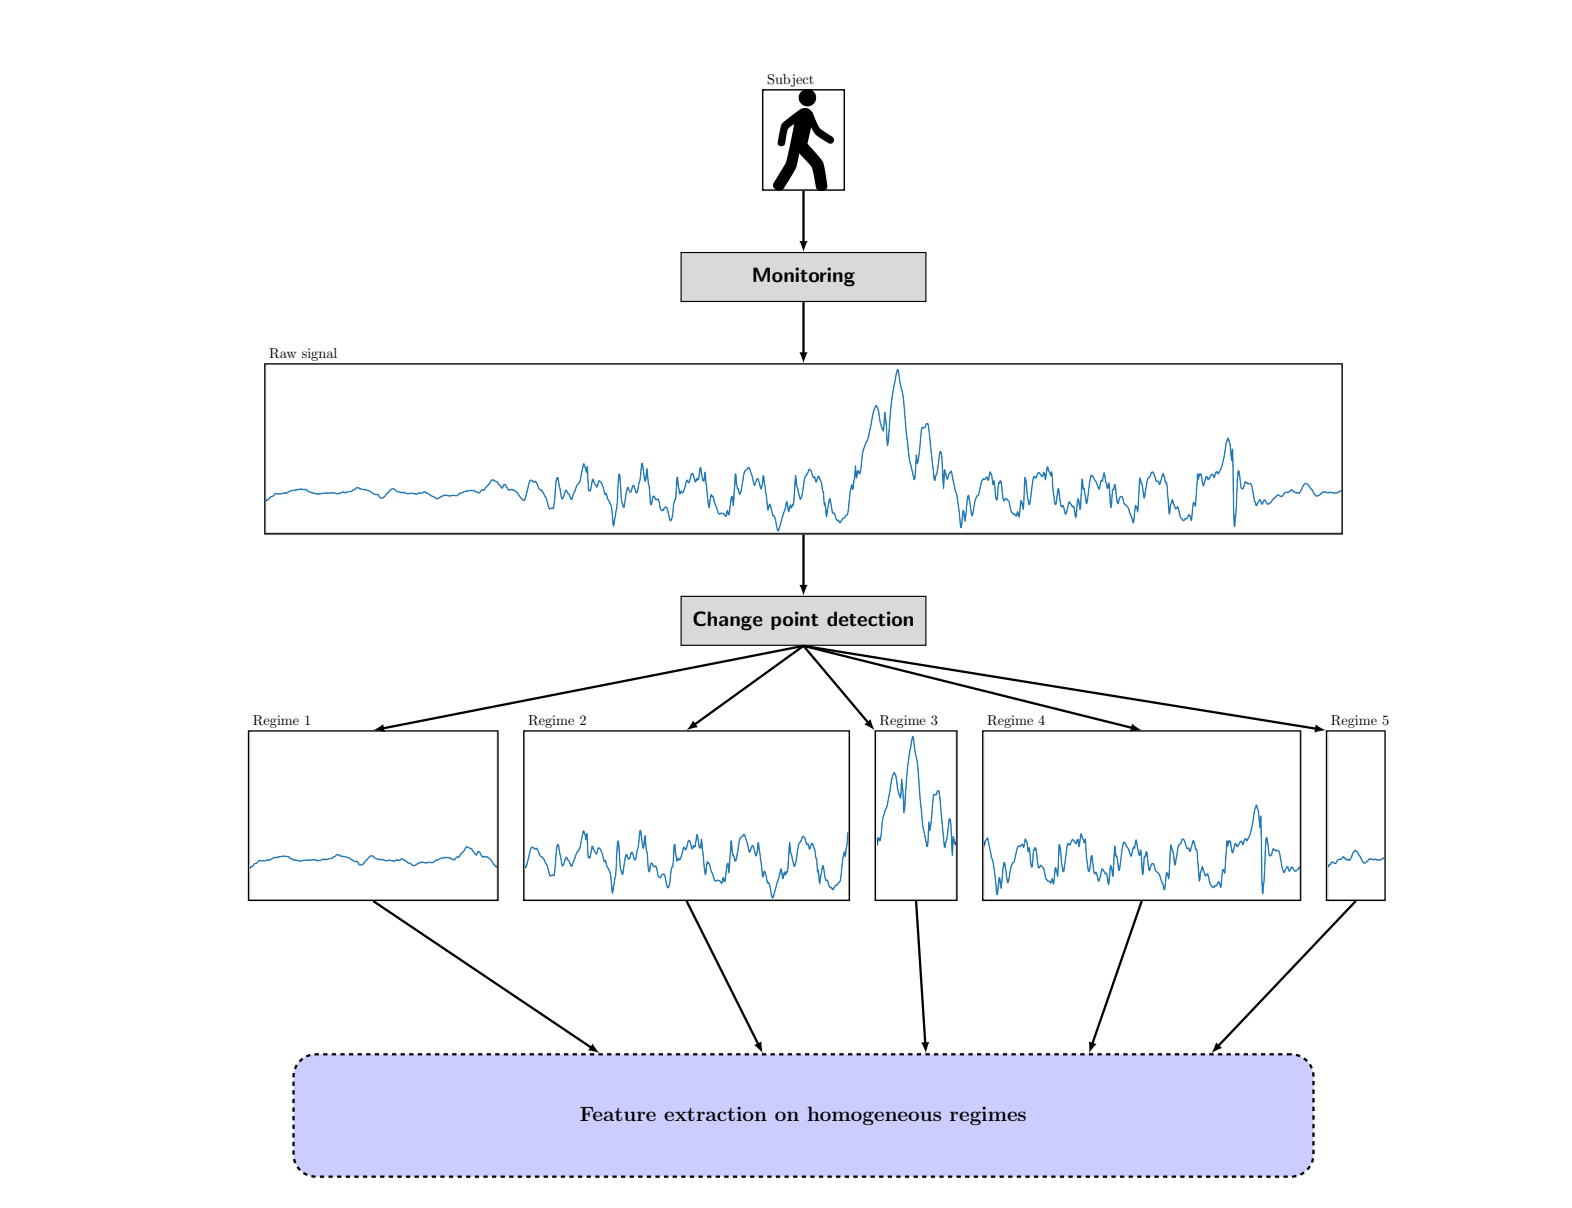 Subject
Monitoring
Raw signal
Change point detection
Regime 1
Regime 2
Regime 3
Regime 4
Regime 5
Feature extraction on homogeneous regimes